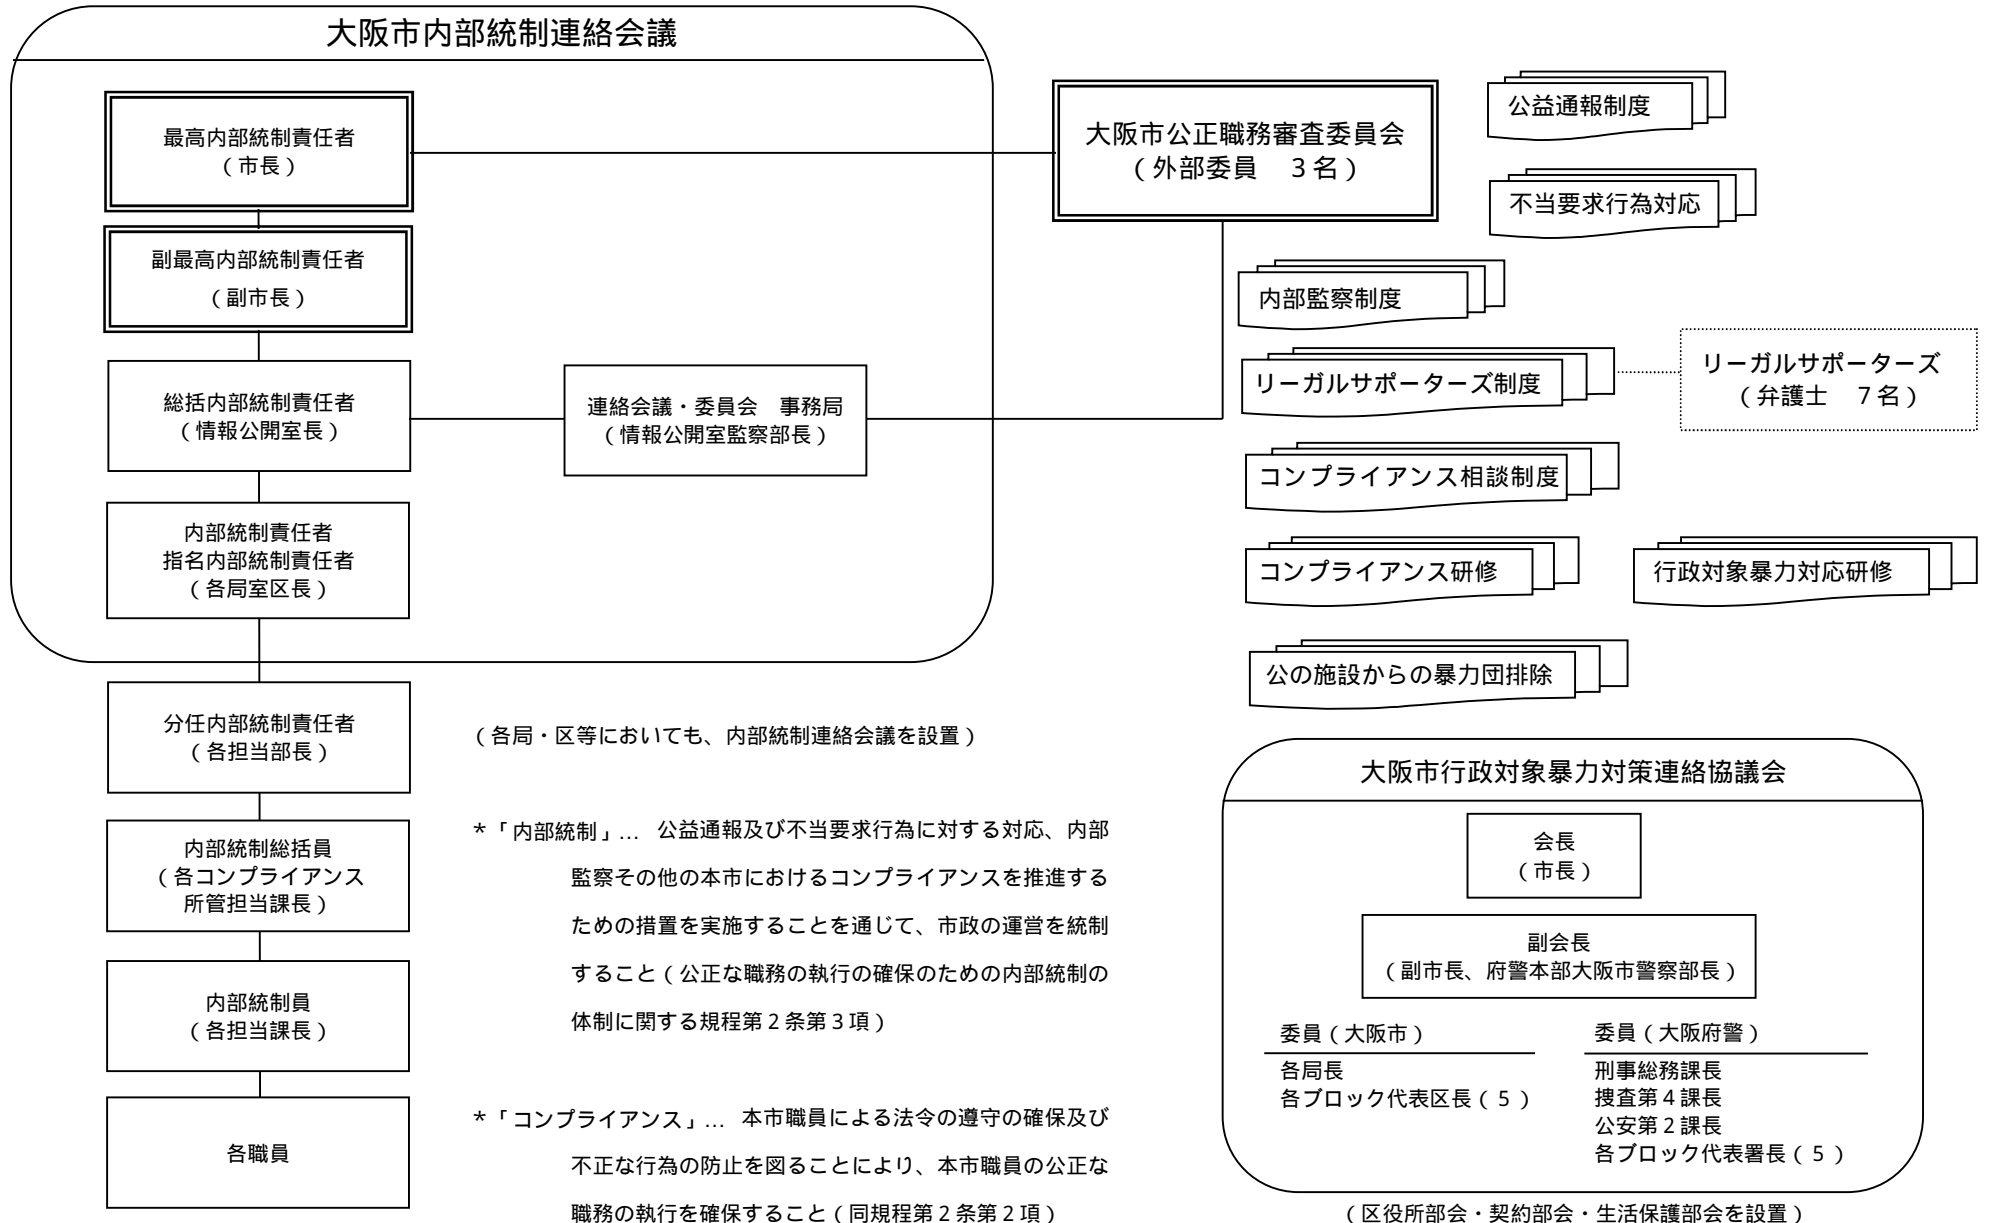 大阪市内部統制連絡会議
最高内部統制責任者
（市長）
副最高内部統制責任者
（副市長）
総括内部統制責任者
（情報公開室長）
連絡会議・委員会　事務局
（情報公開室監察部長）
内部統制責任者
指名内部統制責任者
（各局室区長）
分任内部統制責任者
（各担当部長）
内部統制総括員
（各コンプライアンス
所管担当課長）
内部統制員
（各担当課長）
各職員
大阪市公正職務審査委員会
（外部委員　３名）
公益通報制度
不当要求行為対応
内部監察制度
リーガルサポーターズ制度
リーガルサポーターズ
（弁護士　７名）
コンプライアンス相談制度
コンプライアンス研修
行政対象暴力対応研修
公の施設からの暴力団排除
（各局・区等においても、内部統制連絡会議を設置）
＊「内部統制」… 公益通報及び不当要求行為に対する対応、内部
監察その他の本市におけるコンプライアンスを推進する
ための措置を実施することを通じて、市政の運営を統制
すること（公正な職務の執行の確保のための内部統制の
体制に関する規程第２条第３項）
＊「コンプライアンス」… 本市職員による法令の遵守の確保及び
不正な行為の防止を図ることにより、本市職員の公正な
職務の執行を確保すること（同規程第２条第２項）
大阪市行政対象暴力対策連絡協議会
会長
（市長）
副会長
（副市長、府警本部大阪市警察部長）
委員（大阪市）
各局長
各ブロック代表区長（５）
委員（大阪府警）
刑事総務課長
捜査第４課長
公安第２課長
各ブロック代表署長（５）
（区役所部会・契約部会・生活保護部会を設置）